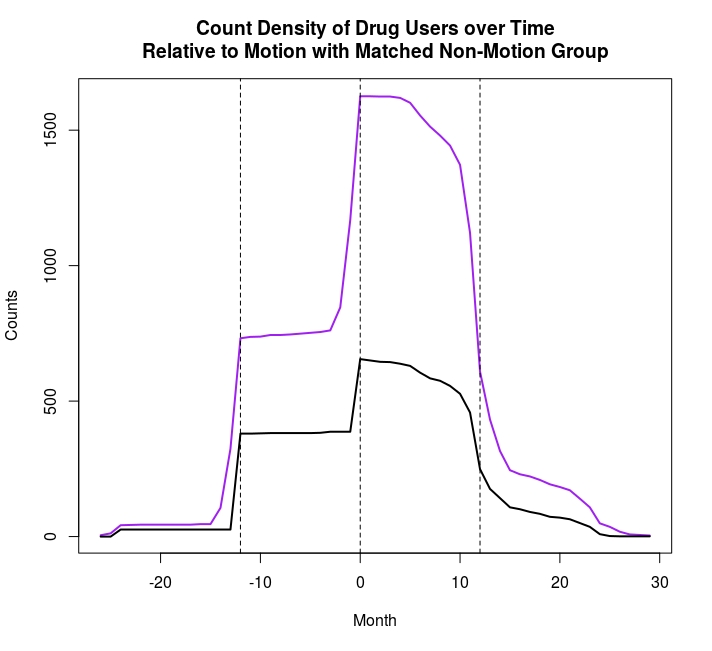 Count Density of Drug Users over Time
Relative to Motion with Matched Non-Motion Group
Counts
1500
1000
500
0
-20 -10 0 10 20 30
Month